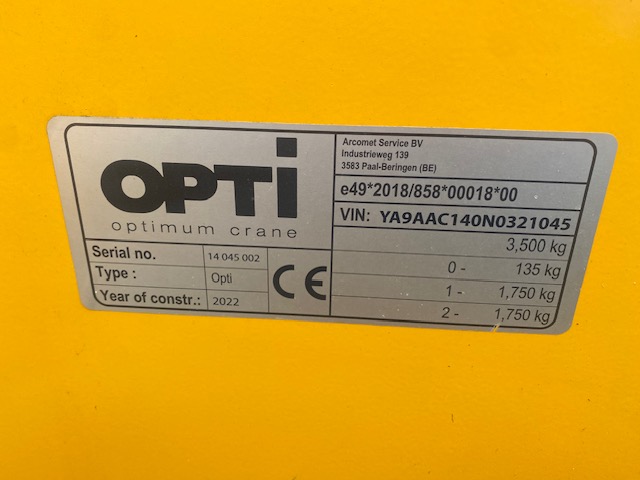 OPTi
optimum crane
Serial no. 14 045 002
Type : Opti
Year of constr.: 2022
CE
Arcomet Service BV
Industrieweg 139
3583 Paal-Beringen (BE)
e49*2018/858*00018*00
VIN: YA9AAC140N0321045
3,500 kg
0 - 135 kg
1 - 1,750 kg
2 - 1,750 kg